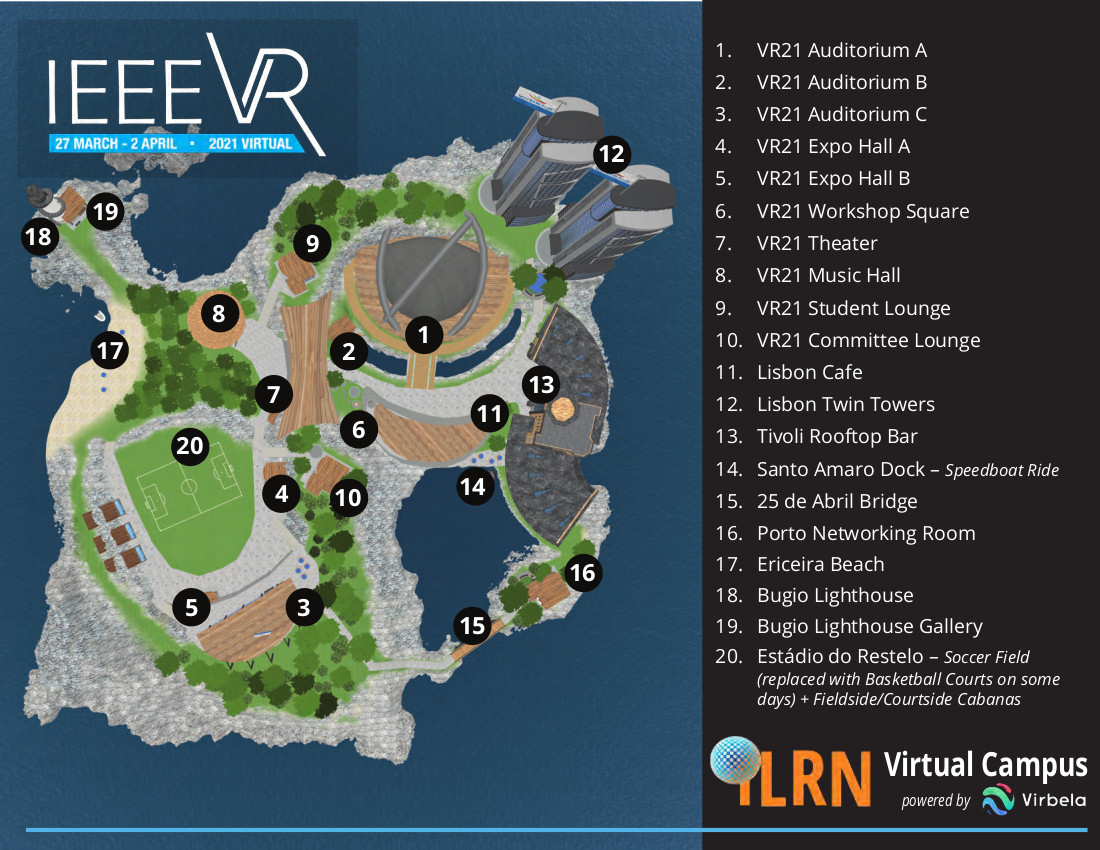 IEEE VR
27 MARCH - 2 APRIL • 2021 VIRTUAL
12
19
18
9
8
1
17
2
13
7
11
6
20
14
4
10
16
5
3
15
1. VR21 Auditorium A
2. VR21 Auditorium B
3. VR21 Auditorium C
4. VR21 Expo Hall A
5. VR21 Expo Hall B
6. VR21 Workshop Square
7. VR21 Theater
8. VR21 Music Hall
9. VR21 Student Lounge
10. VR21 Committee Lounge
11. Lisbon Cafe
12. Lisbon Twin Towers
13. Tivoli Rooftop Bar
14. Santo Amaro Dock – Speedboat Ride
15. 25 de Abril Bridge
16. Porto Networking Room
17. Ericeira Beach
18. Bugio Lighthouse
19. Bugio Lighthouse Gallery
20. Estádio do Restelo – Soccer Field
(replaced with Basketball Courts on some
days) + Fieldside/Courtside Cabanas
iLRN Virtual Campus
powered by Virbela